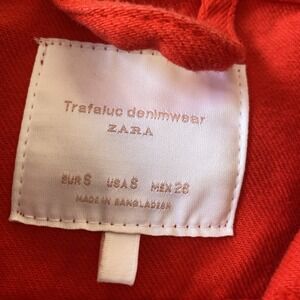 Trafaluc denimwear
ZARA
EUR S USA S MEX 26
MADE IN BANGLADESH